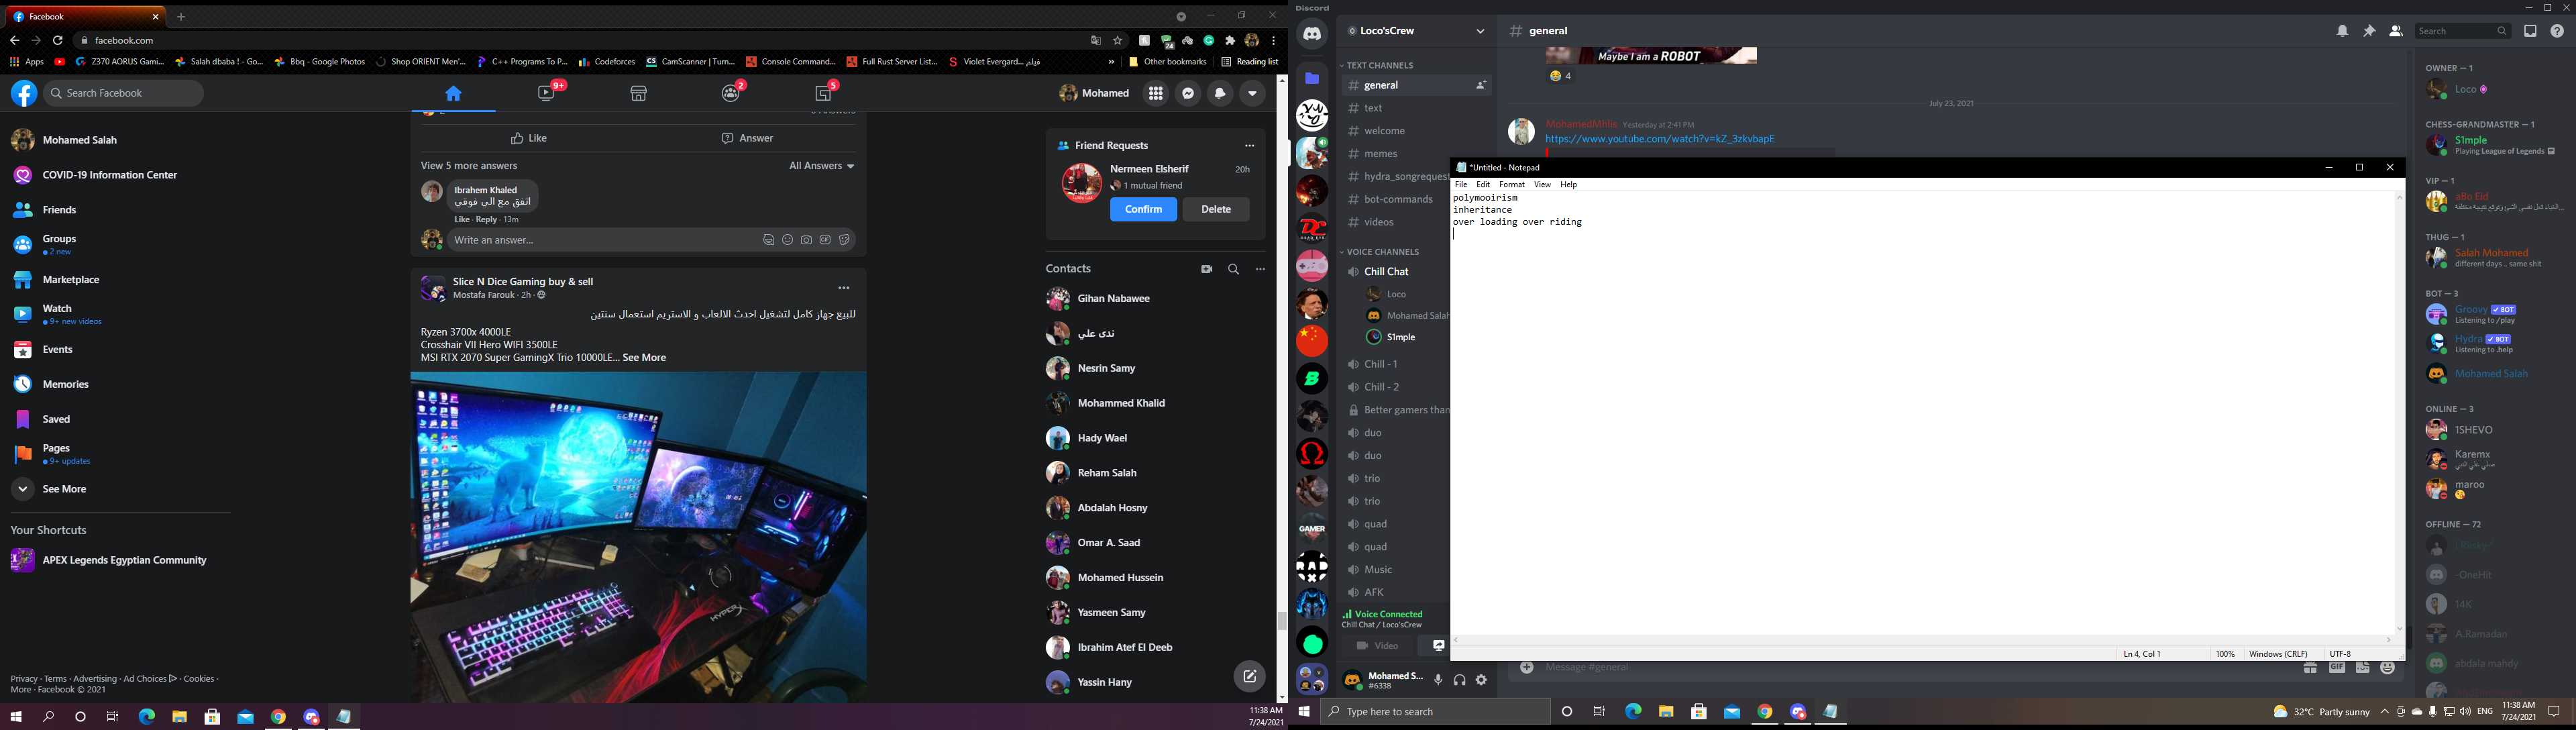 Facebook
facebook.com
24
Apps
Z370 AORUS Gami...
Salah dbaba ! - Go...
Bbq - Google Photos
Shop ORIENT Men'...
C++ Programs To P...
Codeforces
CamScanner | Turn...
Console Command...
Full Rust Server List...
Violet Evergard... فيلم
»
Other bookmarks
Reading list
Search Facebook
9+
2
5
Mohamed
Mohamed Salah
COVID-19 Information Center
Friends
Groups
2 new
Marketplace
Watch
9+ new videos
Events
Memories
Saved
Pages
9+ updates
See More
Your Shortcuts
APEX Legends Egyptian Community
Privacy · Terms · Advertising · Ad Choices · Cookies ·
More · Facebook © 2021
Like
Answer
View 5 more answers
All Answers
Ibrahem Khaled
اتفق مع الي فوقي
Like · Reply · 13m
Write an answer...
GIF
Slice N Dice Gaming buy & sell
Mostafa Farouk · 2h ·
للبيع جهاز كامل لتشغيل احدث الالعاب و الاستريم استعمال سنتين
Ryzen 3700x 4000LE
Crosshair VII Hero WIFI 3500LE
MSI RTX 2070 Super GamingX Trio 10000LE... See More
HYPER
Friend Requests
Nermeen Elsherif
20h
1 mutual friend
Confirm
Delete
Contacts
Gihan Nabawee
ندى علي
Nesrin Samy
Mohammed Khalid
Hady Wael
Reham Salah
Abdalah Hosny
Omar A. Saad
Mohamed Hussein
Yasmeen Samy
Ibrahim Atef El Deeb
Yassin Hany
11:38 AM
7/24/2021
Discord
GAMER
Loco'sCrew
TEXT CHANNELS
general
text
welcome
memes
hydra_songrequest
bot-commands
videos
VOICE CHANNELS
Chill Chat
Loco
Mohamed Salah
S1mple
Chill - 1
Chill - 2
Better gamers than
duo
duo
trio
trio
quad
quad
Music
AFK
Voice Connected
Chill Chat / Loco'sCrew
Video
Mohamed S...
#6338
# general
Search
Maybe I am a ROBOT
4
July 23, 2021
MohamedMhlis Yesterday at 2:41 PM
https://www.youtube.com/watch?v=kZ_3zkvbapE
*Untitled - Notepad
File Edit Format View Help
polymooirism
inheritance
over loading over riding
Ln 4, Col 1
100%
Windows (CRLF)
UTF-8
Message #general
GIF
OWNER — 1
Loco
CHESS-GRANDMASTER — 1
S1mple
Playing League of Legends
VIP — 1
aBo Eid
الغباء فعل نفس الشئ وتوقع نتيجة مختلفة...
THUG — 1
Salah Mohamed
different days .. same shit
BOT — 3
Groovy BOT
Listening to /play
Hydra BOT
Listening to .help
Mohamed Salah
ONLINE — 3
1SHEVO
Karemx
صلي علي النبي
maroo
OFFLINE — 72
-OneHit
14K
A.Ramadan
abdala mahdy
Type here to search
32°C Partly sunny
ENG
11:38 AM
7/24/2021